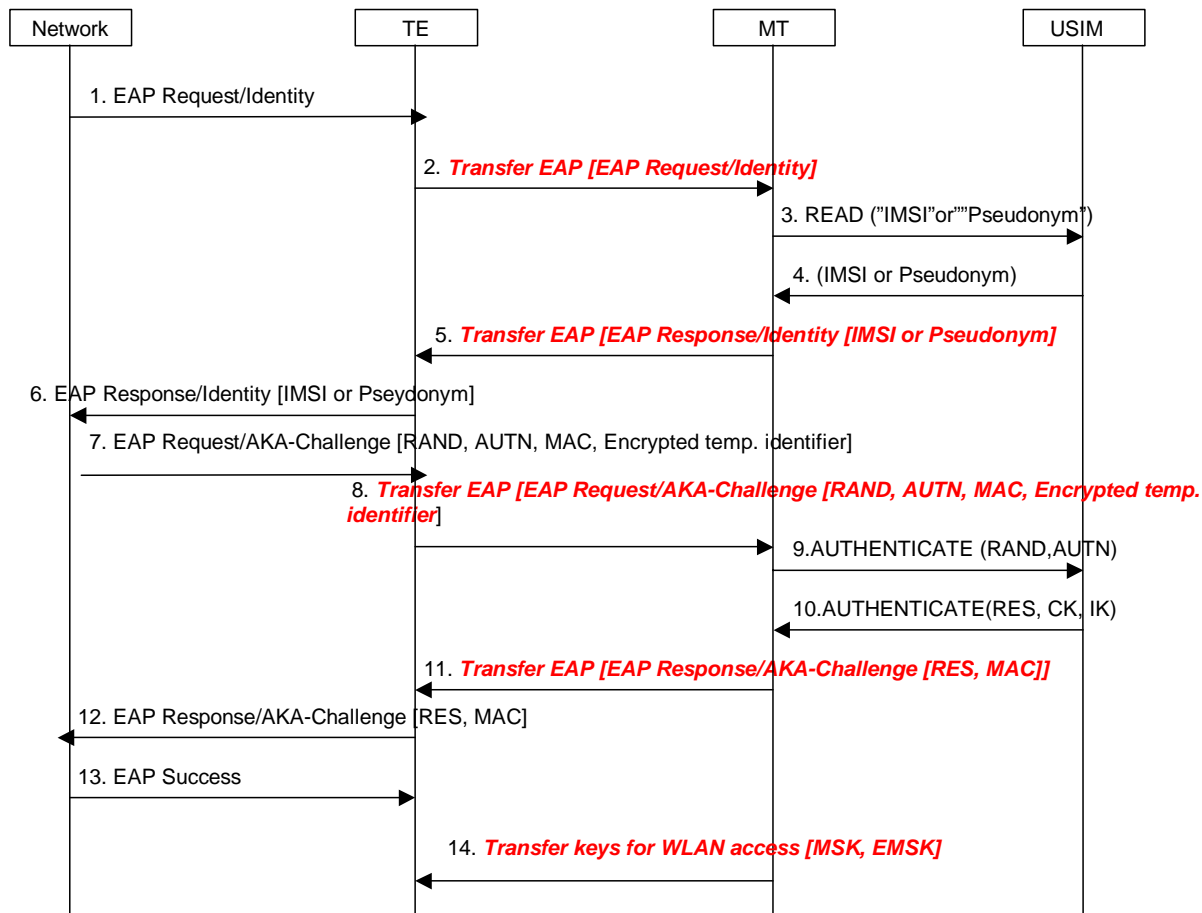 Network
TE
MT
USIM
1. EAP Request/Identity
2. Transfer EAP [EAP Request/Identity]
3. READ (”IMSI”or””Pseudonym”)
4. (IMSI or Pseudonym)
5. Transfer EAP [EAP Response/Identity [IMSI or Pseudonym]
6. EAP Response/Identity [IMSI or Pseydonym]
7. EAP Request/AKA-Challenge [RAND, AUTN, MAC, Encrypted temp. identifier]
8. Transfer EAP [EAP Request/AKA-Challenge [RAND, AUTN, MAC, Encrypted temp.
identifier]
9.AUTHENTICATE (RAND,AUTN)
10.AUTHENTICATE(RES, CK, IK)
11. Transfer EAP [EAP Response/AKA-Challenge [RES, MAC]]
12. EAP Response/AKA-Challenge [RES, MAC]
13. EAP Success
14. Transfer keys for WLAN access [MSK, EMSK]